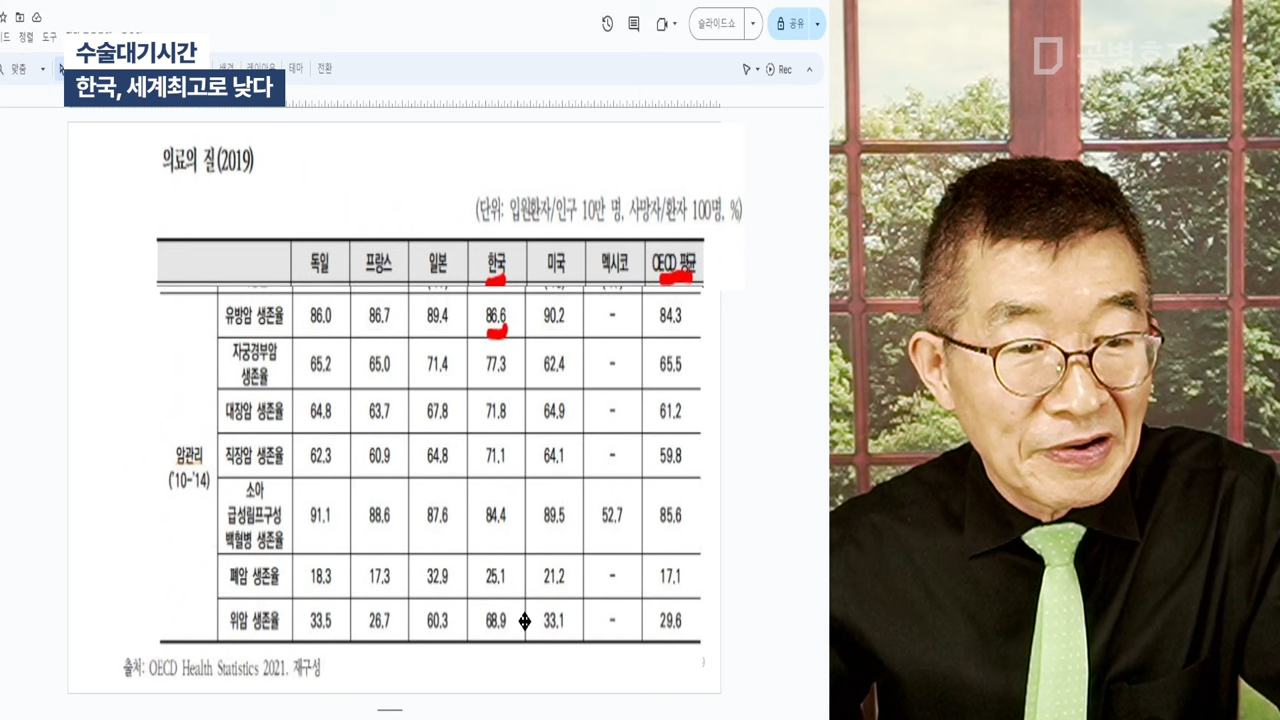 정렬 도구
슬라이드쇼
공유
수술대기시간
한국, 세계최고로 낮다
맞춤
테마
전환
Rec
의료의 질(2019)
(단위: 입원환자/인구 10만 명, 사망자/환자 100명, %)
독일 프랑스 일본 한국 미국 멕시코 OECD 평균
유방암 생존율 86.0 86.7 89.4 86.6 90.2 - 84.3
자궁경부암 생존율 65.2 65.0 71.4 77.3 62.4 - 65.5
대장암 생존율 64.8 63.7 67.8 71.8 64.9 - 61.2
암관리 ('10-'14)
직장암 생존율 62.3 60.9 64.8 71.1 64.1 - 59.8
소아 급성림프구성 백혈병 생존율 91.1 88.6 87.6 84.4 89.5 52.7 85.6
폐암 생존율 18.3 17.3 32.9 25.1 21.2 - 17.1
위암 생존율 33.5 26.7 60.3 68.9 33.1 - 29.6
출처: OECD Health Statistics 2021. 재구성
9